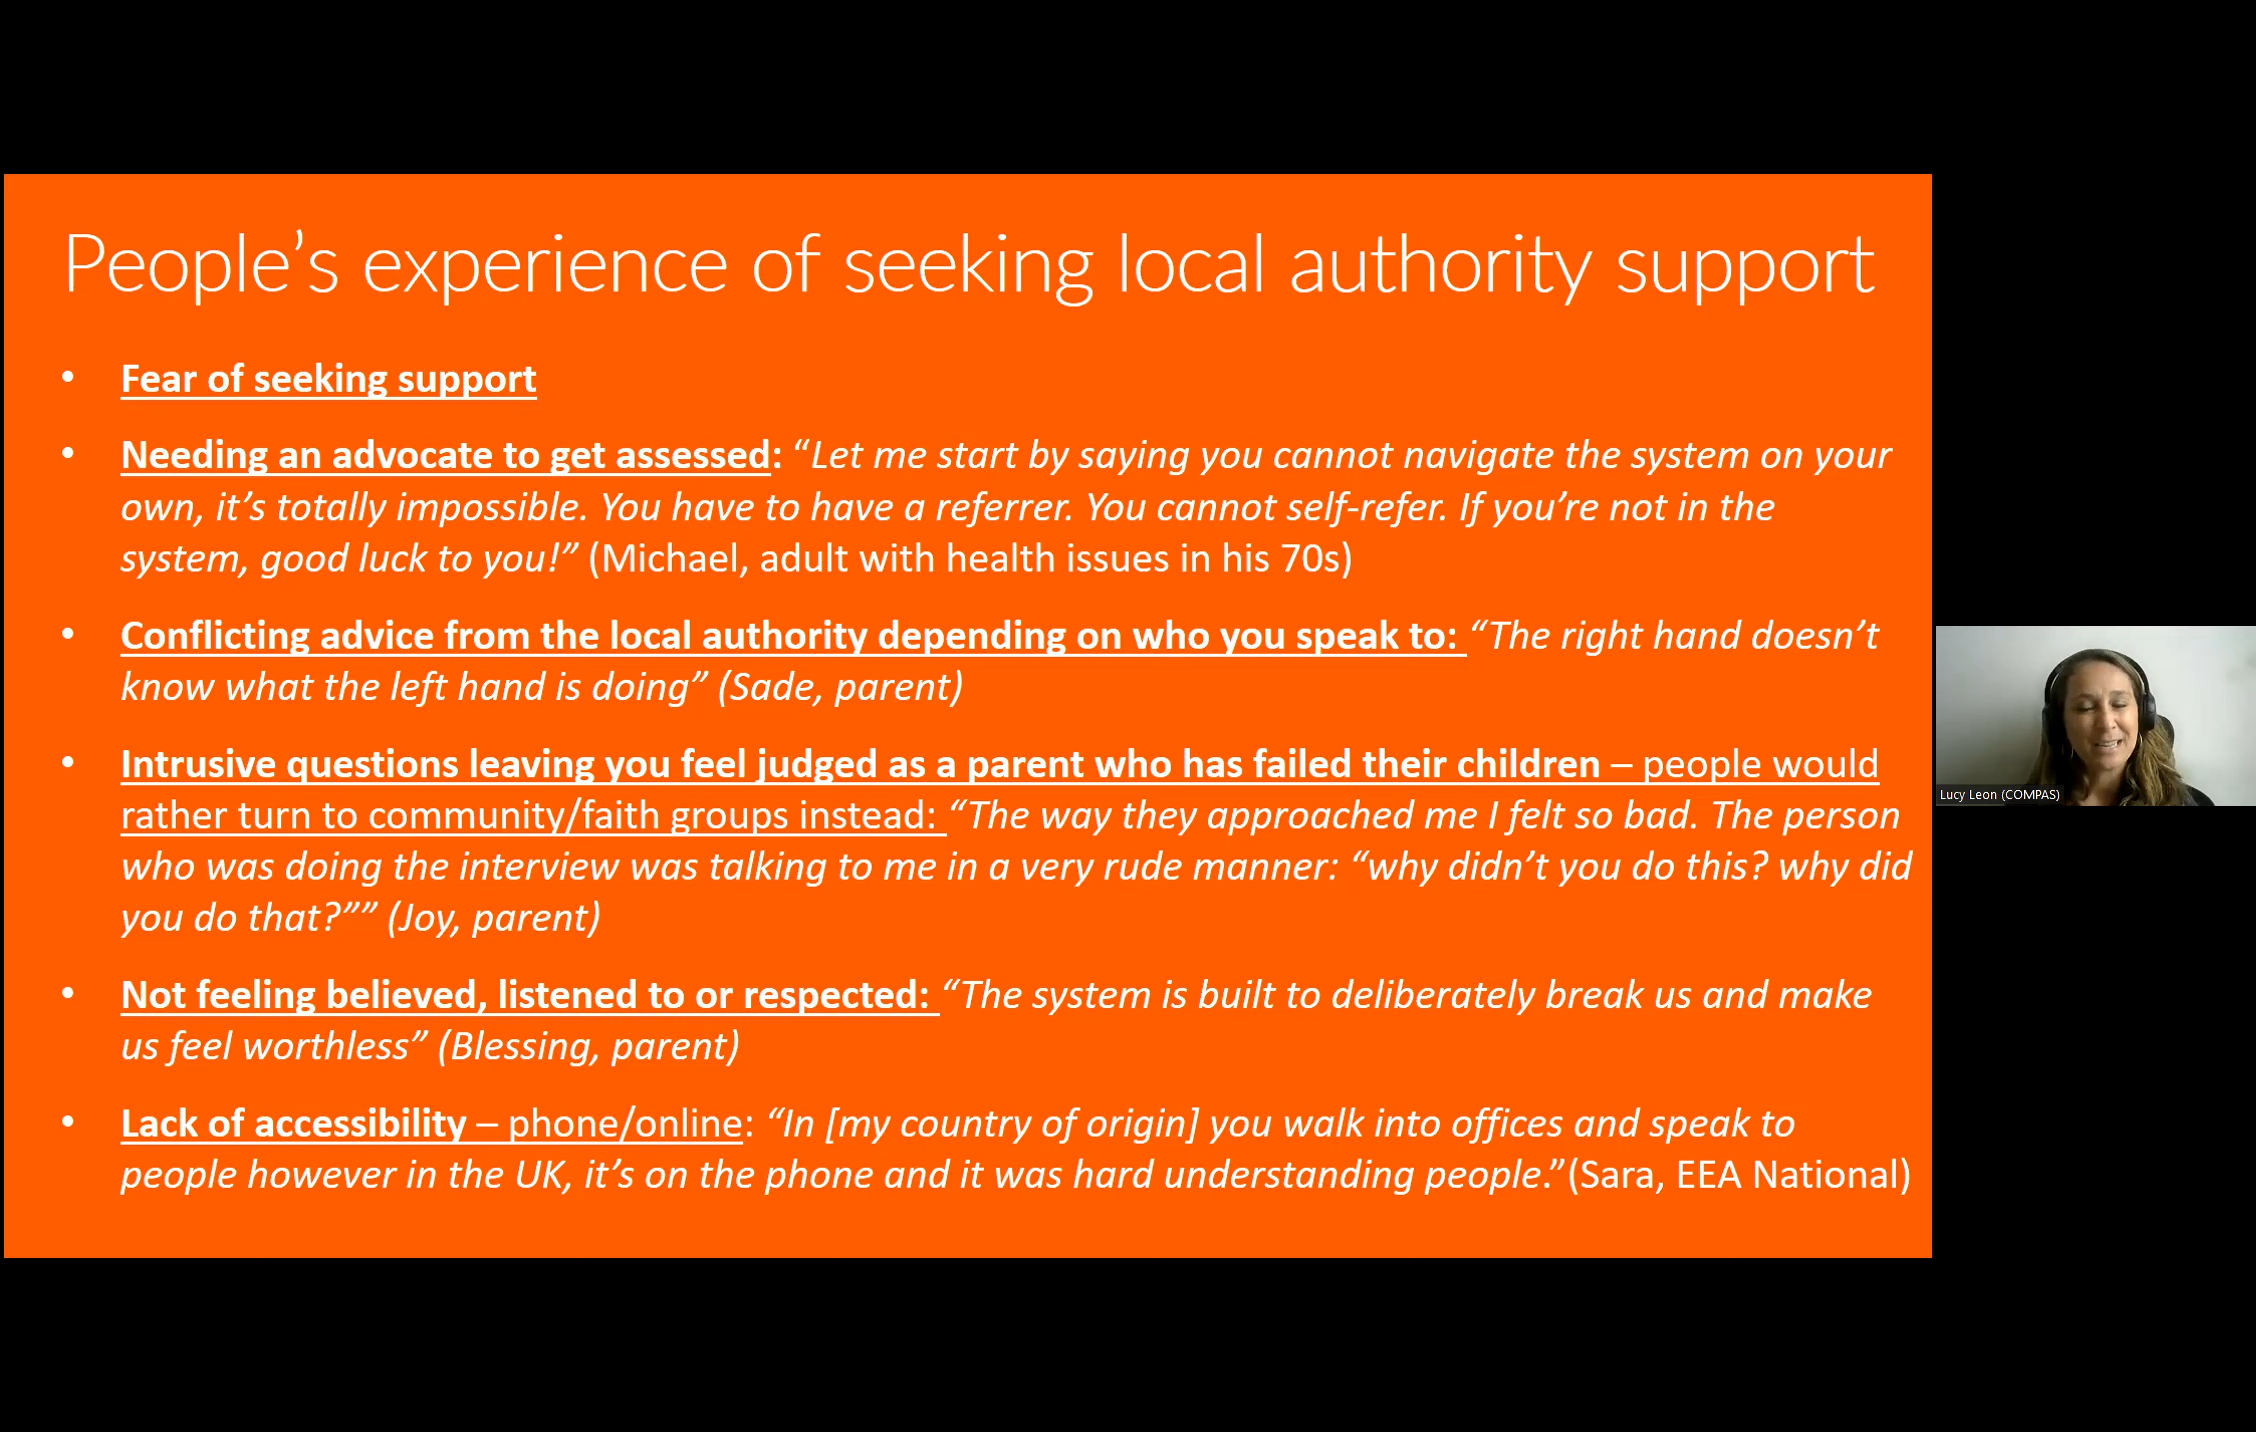 People’s experience of seeking local authority support
• Fear of seeking support
• Needing an advocate to get assessed: “Let me start by saying you cannot navigate the system on your
own, it’s totally impossible. You have to have a referrer. You cannot self-refer. If you’re not in the
system, good luck to you!” (Michael, adult with health issues in his 70s)
• Conflicting advice from the local authority depending on who you speak to: “The right hand doesn’t
know what the left hand is doing” (Sade, parent)
• Intrusive questions leaving you feel judged as a parent who has failed their children – people would
rather turn to community/faith groups instead: “The way they approached me I felt so bad. The person
who was doing the interview was talking to me in a very rude manner: “why didn’t you do this? why did
you do that?”” (Joy, parent)
• Not feeling believed, listened to or respected: “The system is built to deliberately break us and make
us feel worthless” (Blessing, parent)
• Lack of accessibility – phone/online: “In [my country of origin] you walk into offices and speak to
people however in the UK, it’s on the phone and it was hard understanding people.”(Sara, EEA National)
Lucy Leon (COMPAS)